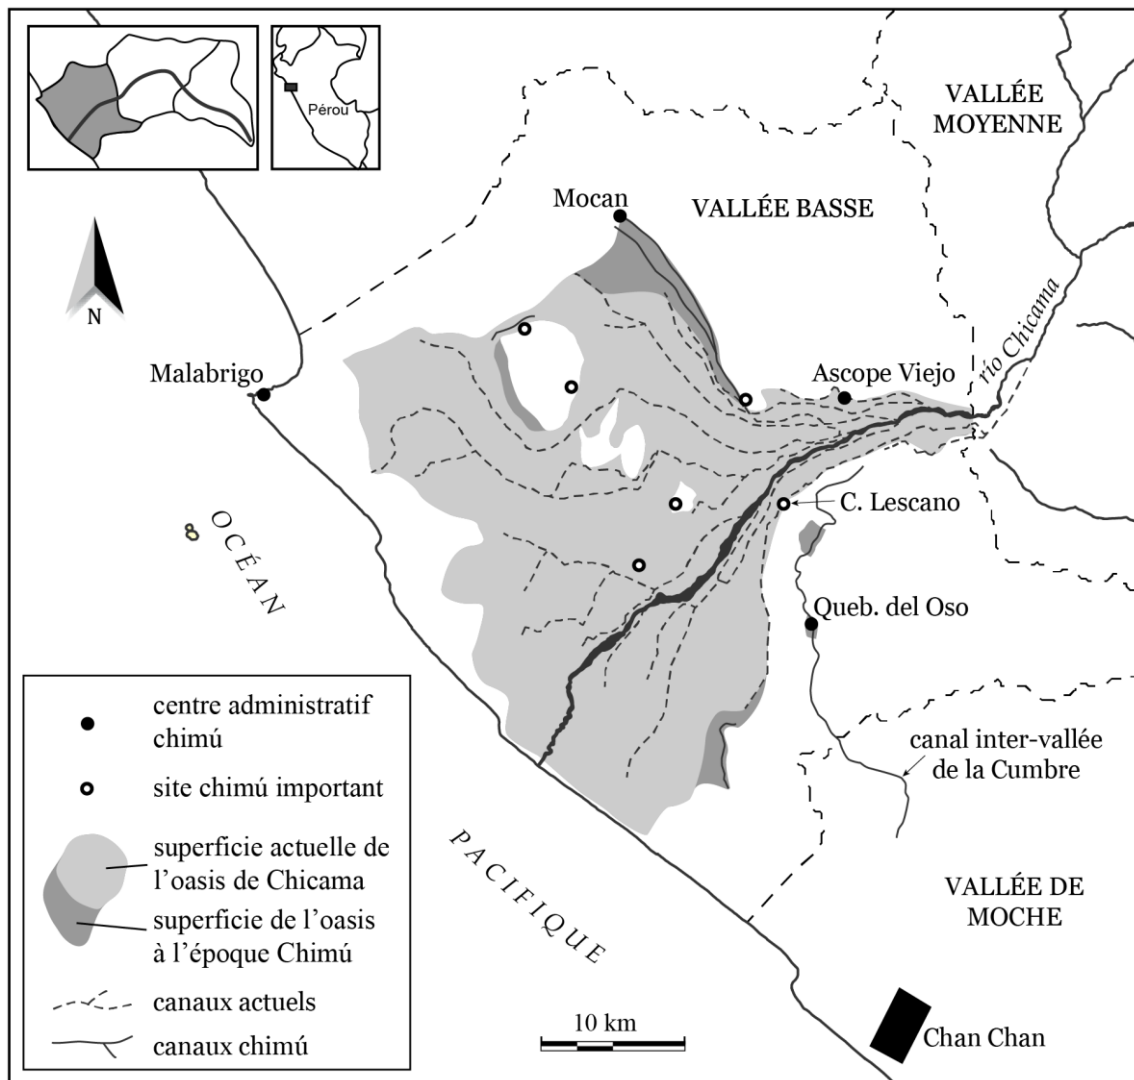 Pérou
VALLÉE
MOYENNE
Mocan
VALLÉE BASSE
N
río Chicama
Malabrigo
Ascope Viejo
C. Lescano
OCÉAN
Queb. del Oso
centre administratif
chimú
site chimú important
superficie actuelle de
l’oasis de Chicama
superficie de l’oasis
à l’époque Chimú
canaux actuels
canaux chimú
canal inter-vallée
de la Cumbre
PACIFIQUE
VALLÉE DE
MOCHE
10 km
Chan Chan